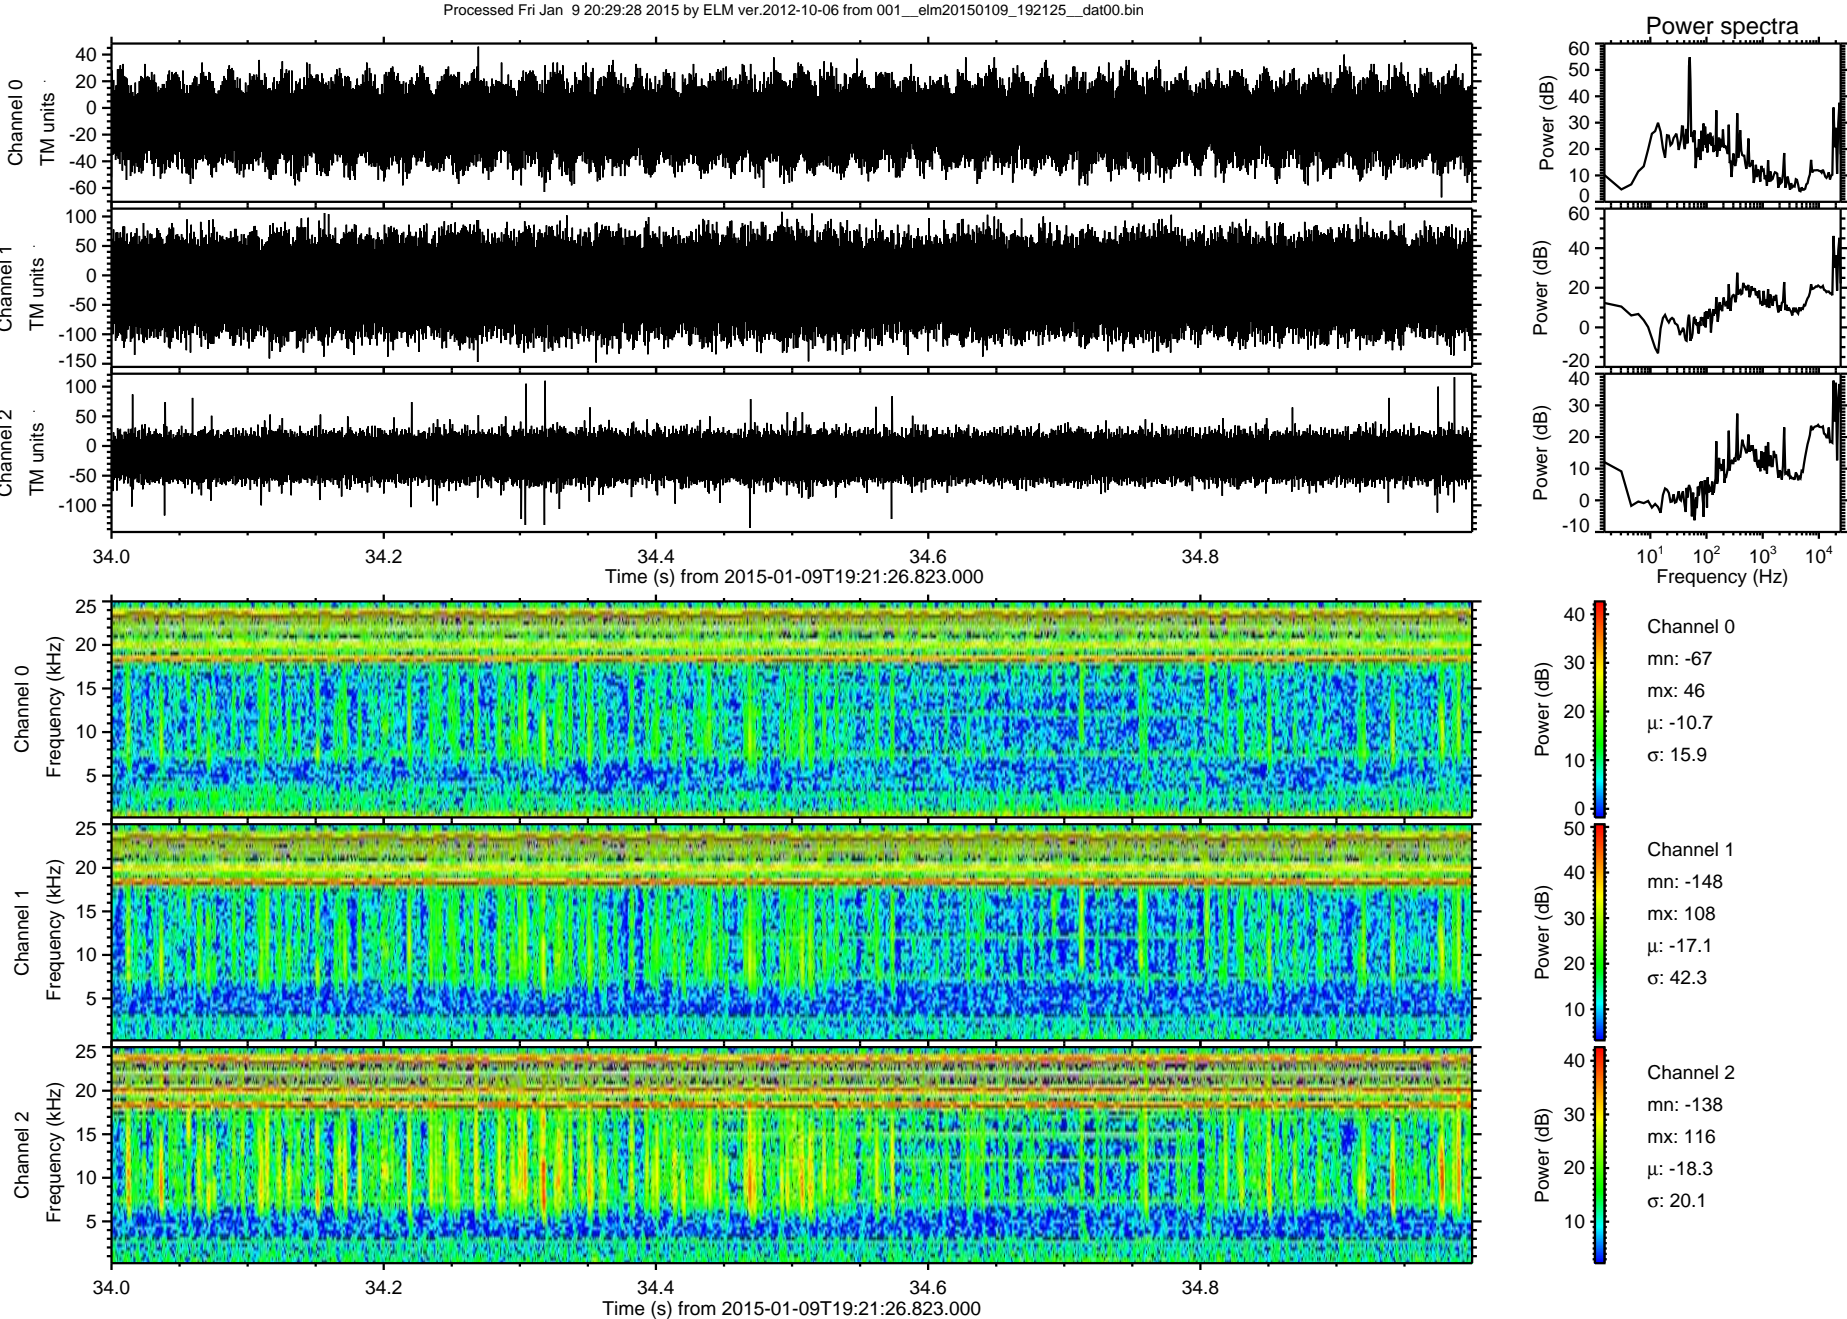 Processed Fri Jan  9 20:29:28 2015 by ELM ver.2012-10-06 from 001__elm20150109_192125__dat00.bin
Power spectra
Channel 0
TM units
40
20
0
-20
-40
-60
Power (dB)
60
50
40
30
20
10
0
Channel 1
TM units
100
50
0
-50
-100
-150
Power (dB)
60
40
20
0
-20
Channel 2
TM units
100
50
0
-50
-100
Power (dB)
40
30
20
10
0
-10
34.0 34.2 34.4 34.6 34.8
Time (s) from 2015-01-09T19:21:26.823.000
10^1 10^2 10^3 10^4
Frequency (Hz)
Channel 0
Frequency (kHz)
25
20
15
10
5
Power (dB)
40
30
20
10
0
Channel 0
mn: -67
mx: 46
μ: -10.7
σ: 15.9
Channel 1
Frequency (kHz)
25
20
15
10
5
Power (dB)
50
40
30
20
10
Channel 1
mn: -148
mx: 108
μ: -17.1
σ: 42.3
Channel 2
Frequency (kHz)
25
20
15
10
5
Power (dB)
40
30
20
10
Channel 2
mn: -138
mx: 116
μ: -18.3
σ: 20.1
34.0 34.2 34.4 34.6 34.8
Time (s) from 2015-01-09T19:21:26.823.000